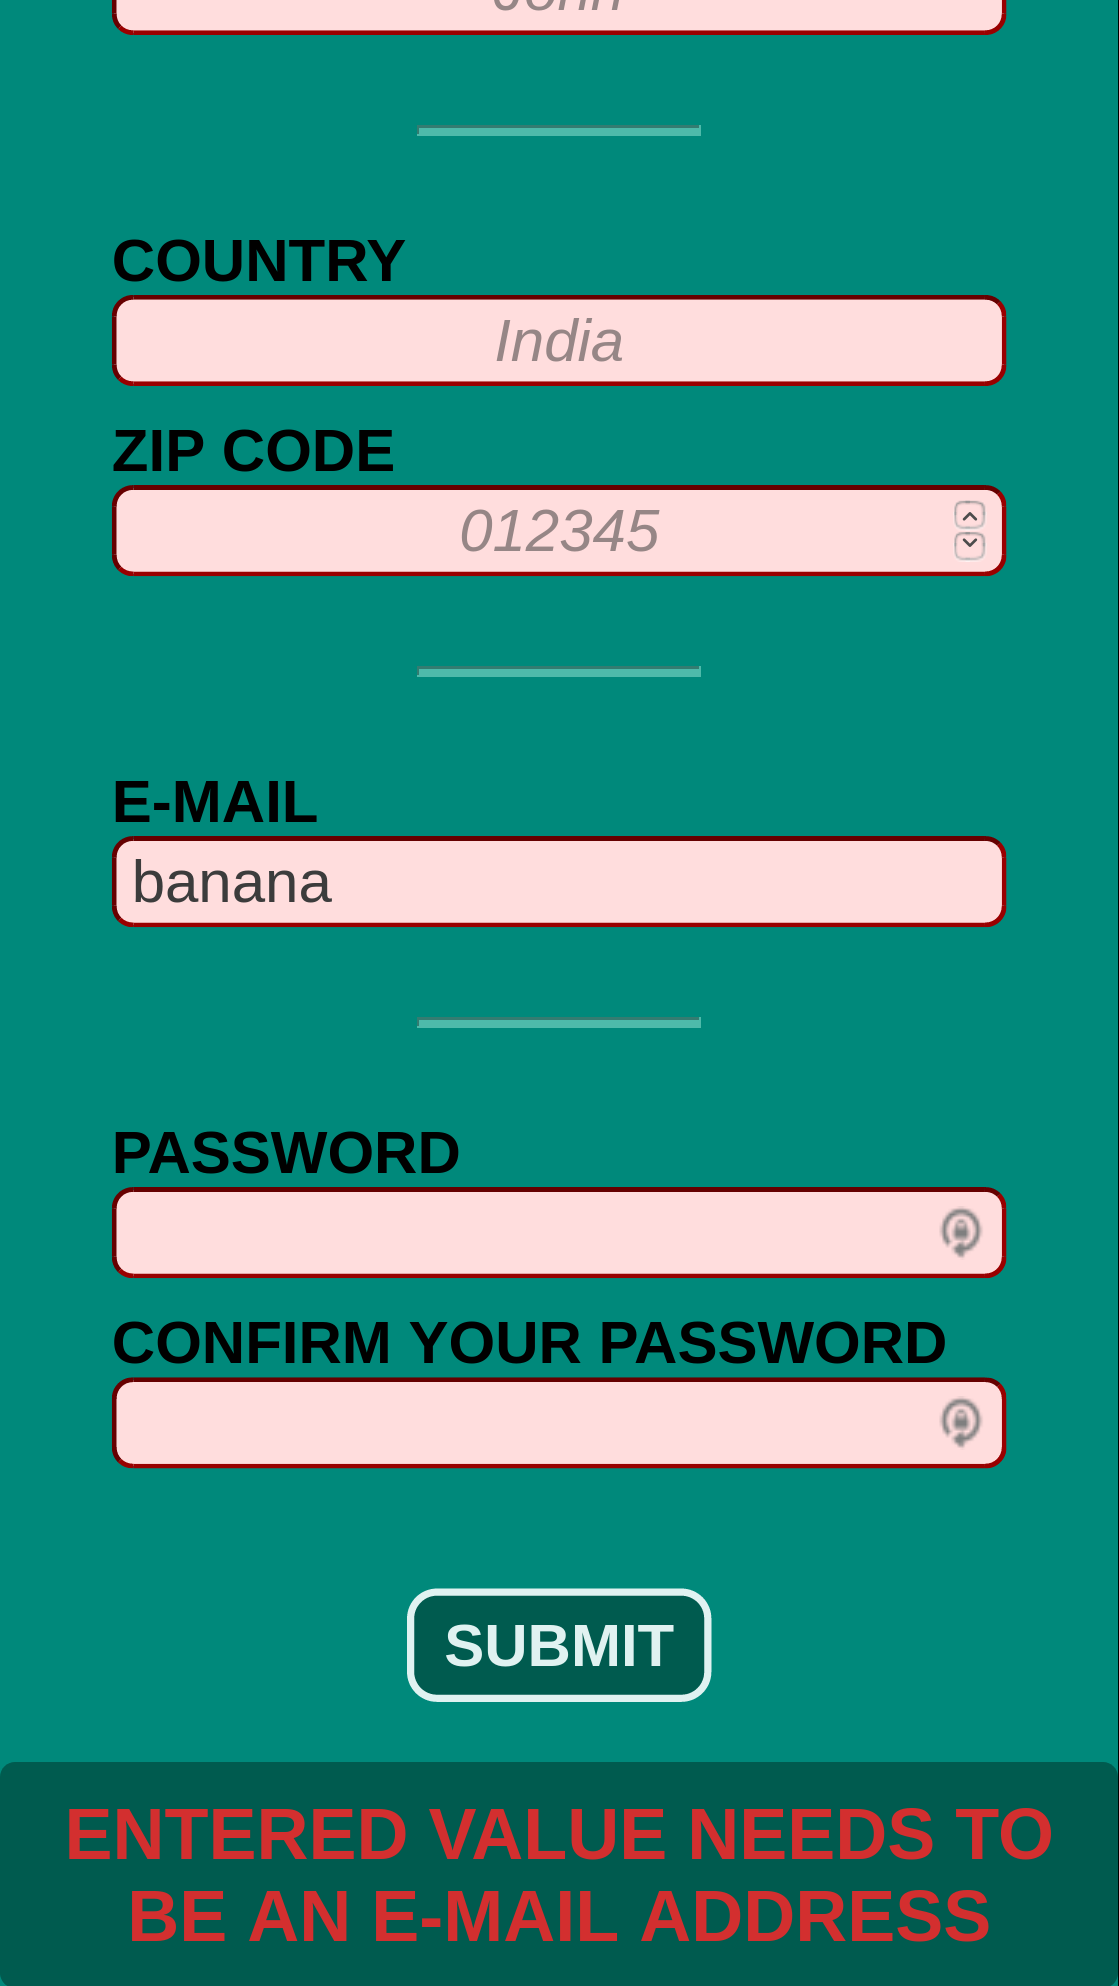 COUNTRY
India
ZIP CODE
012345
E-MAIL
banana
PASSWORD
CONFIRM YOUR PASSWORD
SUBMIT
ENTERED VALUE NEEDS TO
BE AN E-MAIL ADDRESS